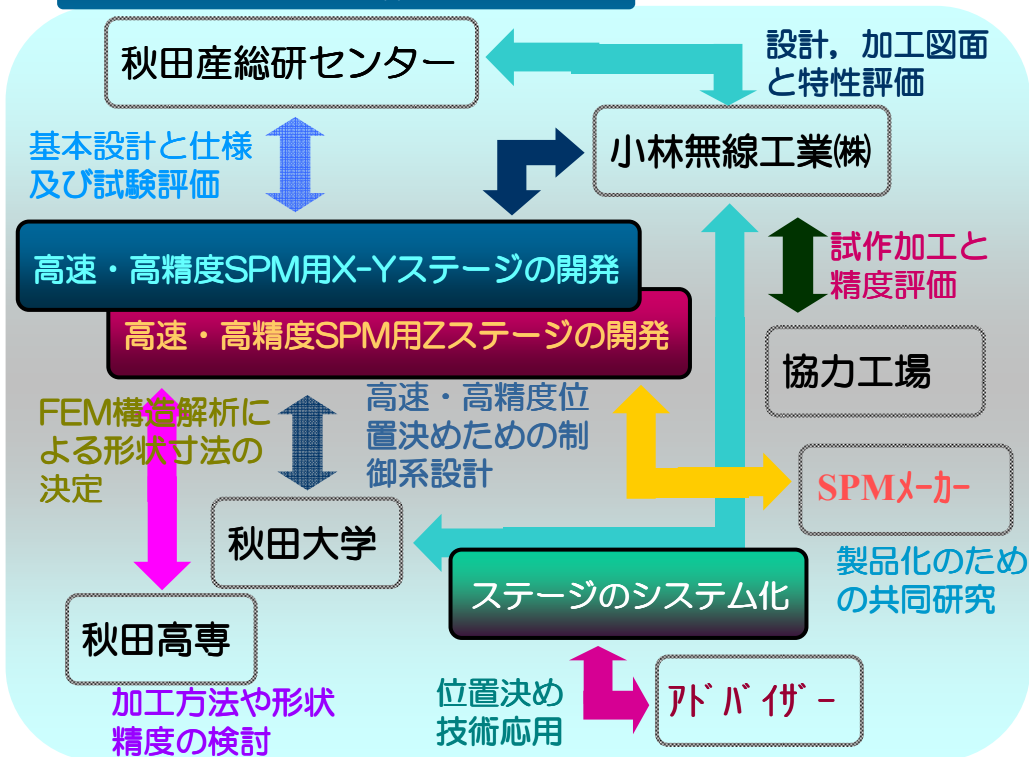 秋田産総研センター
設計，加工図面
と特性評価
基本設計と仕様
及び試験評価
小林無線工業㈱
高速・高精度SPM用X-Yステージの開発
試作加工と
精度評価
高速・高精度SPM用Zステージの開発
協力工場
FEM構造解析に
よる形状寸法の
決定
高速・高精度位
置決めための制
御系設計
SPMﾒｰｶｰ
秋田大学
製品化のため
の共同研究
ステージのシステム化
秋田高専
加工方法や形状
精度の検討
位置決め
技術応用
ｱﾄﾞﾊﾞｲｻﾞｰ